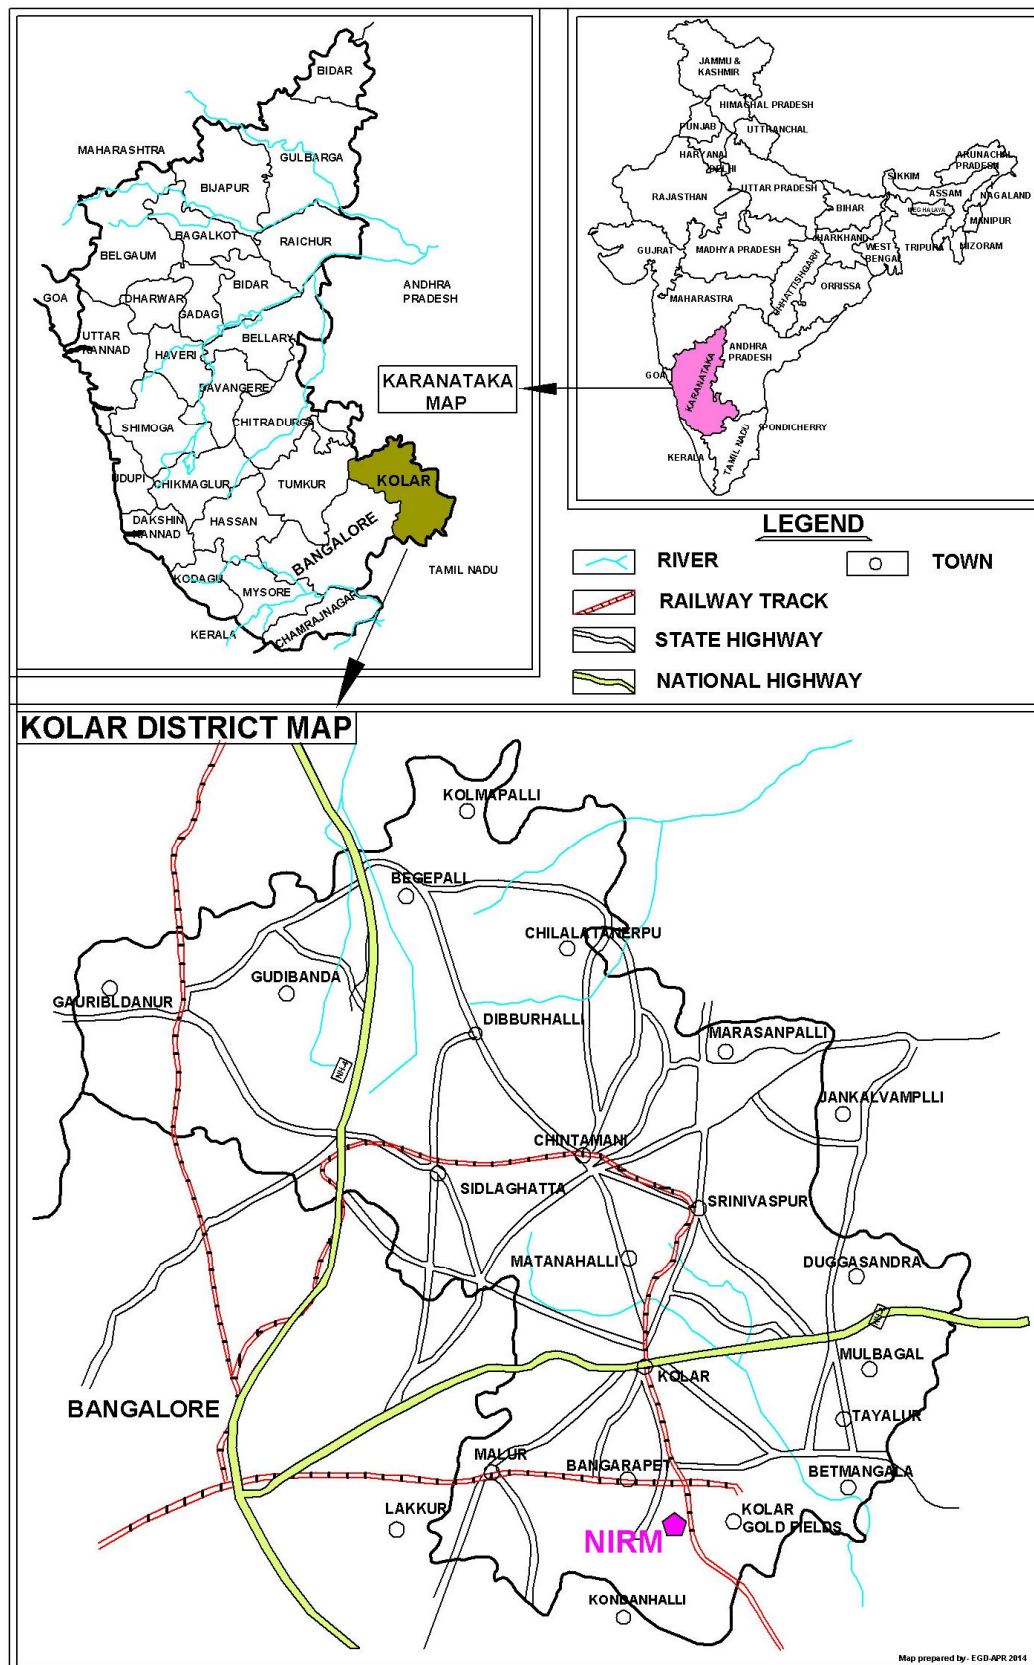 BIDAR
MAHARASHTRA
GULBARGA
BIJAPUR
BAGALKOT
RAICHUR
BELGAUM
BIDAR
ANDHRA
PRADESH
GOA
DHARWAR
GADAG
UTTAR
KANNAD
HAVERI
BELLARY
DAVANGERE
SHIMOGA
CHITRADURGA
UDUPI
CHIKMAGLUR
TUMKUR
KOLAR
DAKSHIN
KANNAD
HASSAN
BANGALORE
KODAGU
MYSORE
TAMIL NADU
KERALA
CHAMRAJNAGAR
KARANATAKA
MAP
JAMMU &
KASHMIR
HIMACHAL PRADESH
PUNJAB
UTTRANCHAL
HARYANA
DELHI
ARUNACHAL
PRADESH
SIKKIM
RAJASTHAN
UTTAR PRADESH
ASSAM
NAGALAND
BIHAR
MEGHALAYA
MANIPUR
JHARKHAND
GUJRAT
MADHYA PRADESH
WEST
BENGAL
TRIPURA
MIZORAM
CHHATTISHGARH
ORRISSA
MAHARASTRA
ANDHRA
PRADESH
GOA
KARANATAKA
PONDICHERRY
KERALA
TAMIL NADU
LEGEND
RIVER
TOWN
RAILWAY TRACK
STATE HIGHWAY
NATIONAL HIGHWAY
KOLAR DISTRICT MAP
KOLMAPALLI
BEGEPALL
CHILALATANERPU
GUDIBANDA
GAURIBLDANUR
DIBBURHALLI
MARASANPALLI
NH-4
JANKALVAMPLLI
CHINTAMANI
SIDLAGHATTA
SRINIVASPUR
MATANAHALLI
DUGGASANDRA
MULBAGAL
KOLAR
BANGALORE
TAYALUR
MALUR
BANGARAPET
BETMANGALA
LAKKUR
KOLAR
GOLD FIELDS
NIRM
KONDANHALLI
Map prepared by - EGD-APR 2014